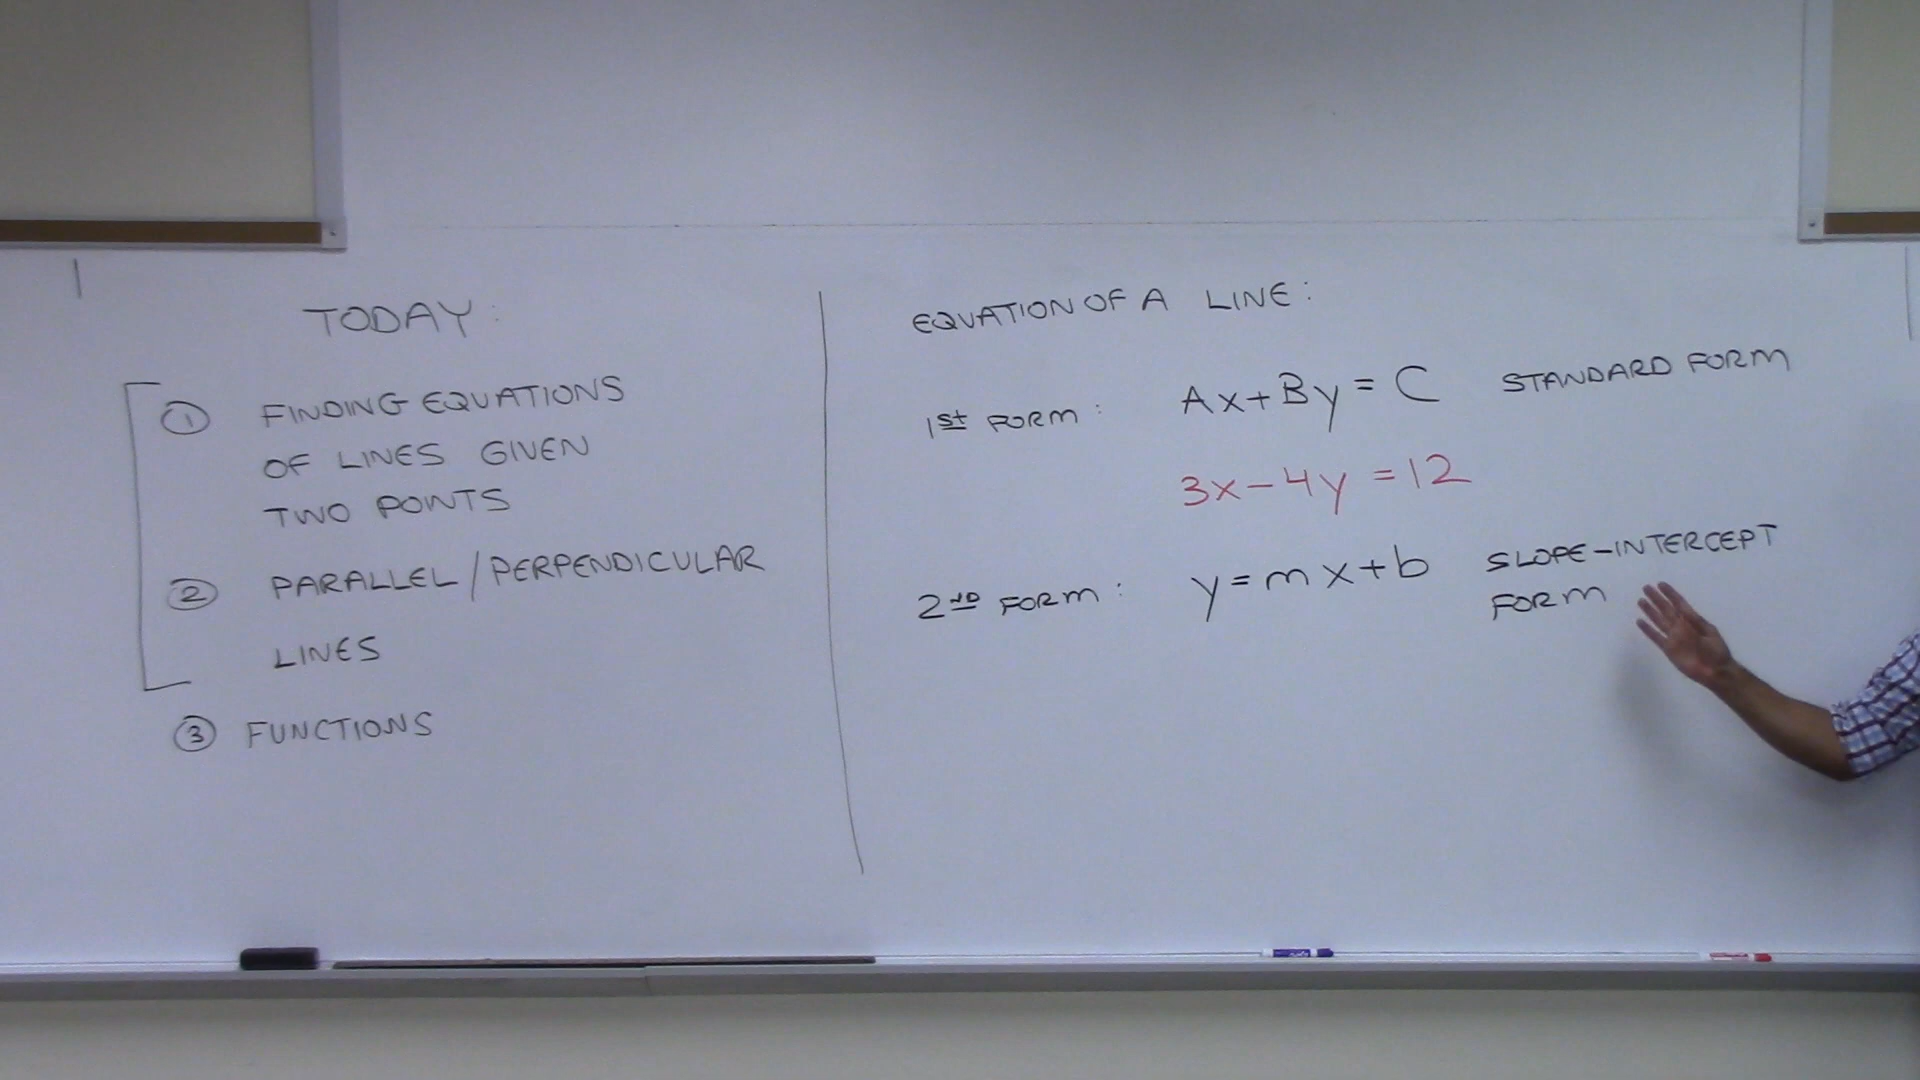 TODAY:
① FINDING EQUATIONS
OF LINES GIVEN
TWO POINTS
② PARALLEL/PERPENDICULAR
LINES
③ FUNCTIONS
EQUATION OF A LINE:
1st FORM: Ax+By=C STANDARD FORM
3x-4y=12
2ND FORM: y=mx+b SLOPE-INTERCEPT
FORM